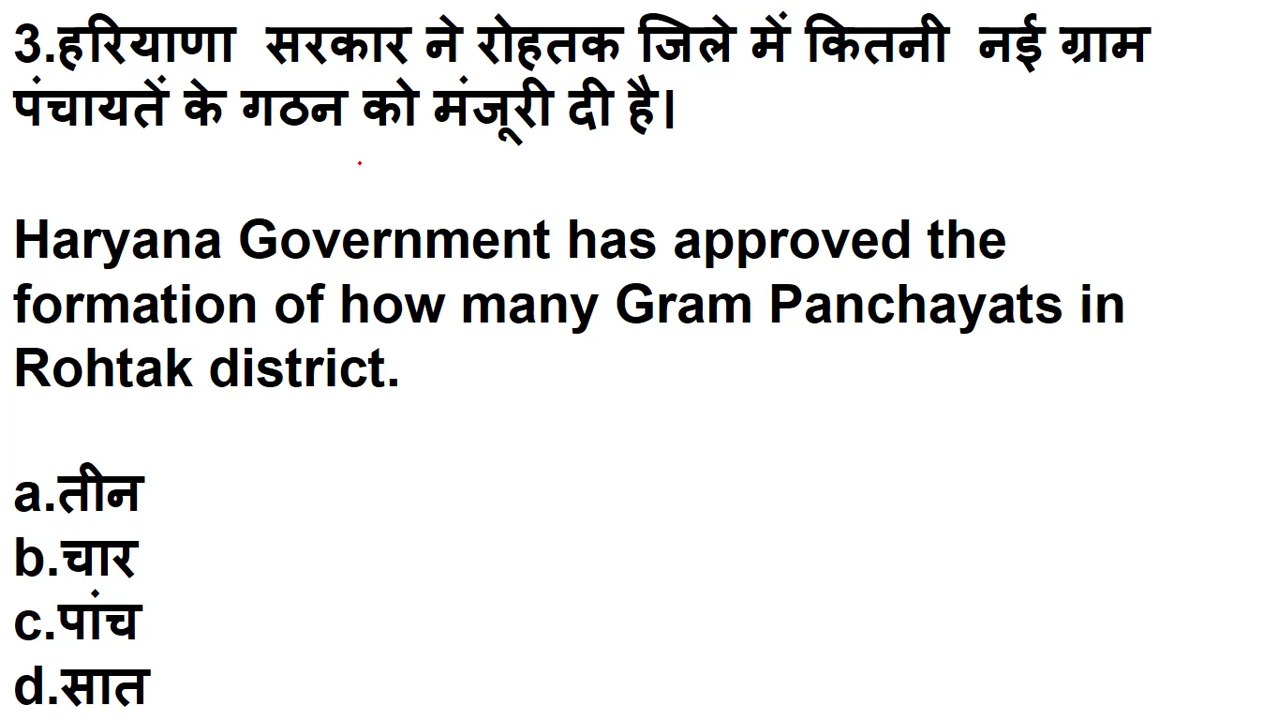 3.हरियाणा  सरकार ने रोहतक जिले में कितनी  नई ग्राम
पंचायतें के गठन को मंजूरी दी है।
Haryana Government has approved the
formation of how many Gram Panchayats in
Rohtak district.
a.तीन
b.चार
c.पांच
d.सात